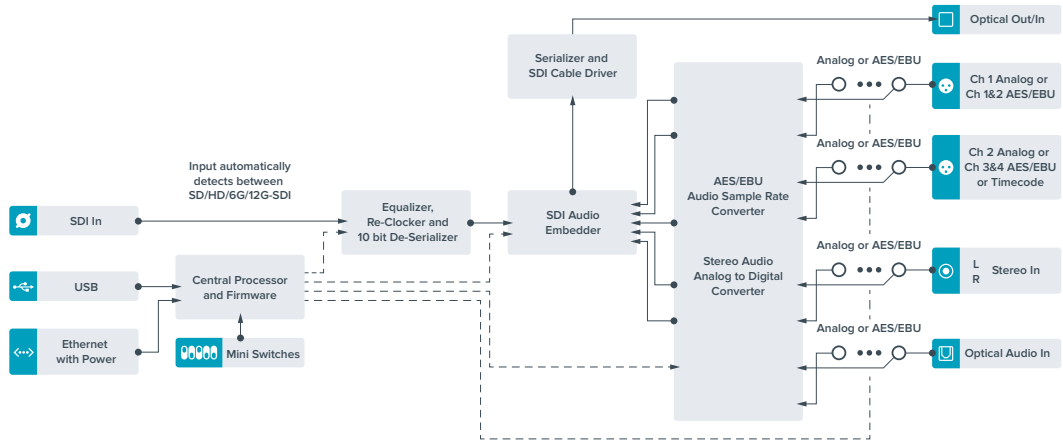 Optical Out/In
Serializer and
SDI Cable Driver
Analog or AES/EBU
Ch 1 Analog or
Ch 1&2 AES/EBU
Analog or AES/EBU
Ch 2 Analog or
Ch 3&4 AES/EBU
or Timecode
Input automatically
detects between
SD/HD/6G/12G-SDI
AES/EBU
Audio Sample Rate
Converter
SDI In
Equalizer,
Re-Clocker and
10 bit De-Serializer
SDI Audio
Embedder
Analog or AES/EBU
L
R
Stereo In
Stereo Audio
Analog to Digital
Converter
USB
Central Processor
and Firmware
Analog or AES/EBU
Ethernet
with Power
Mini Switches
Optical Audio In